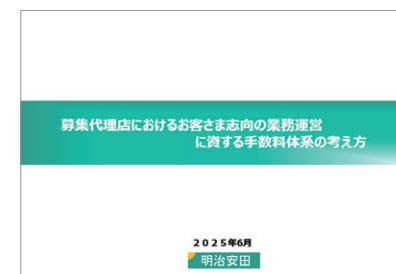 募集代理店におけるお客さま志向の業務運営
に資する手数料体系の考え方
2025年6月
明治安田